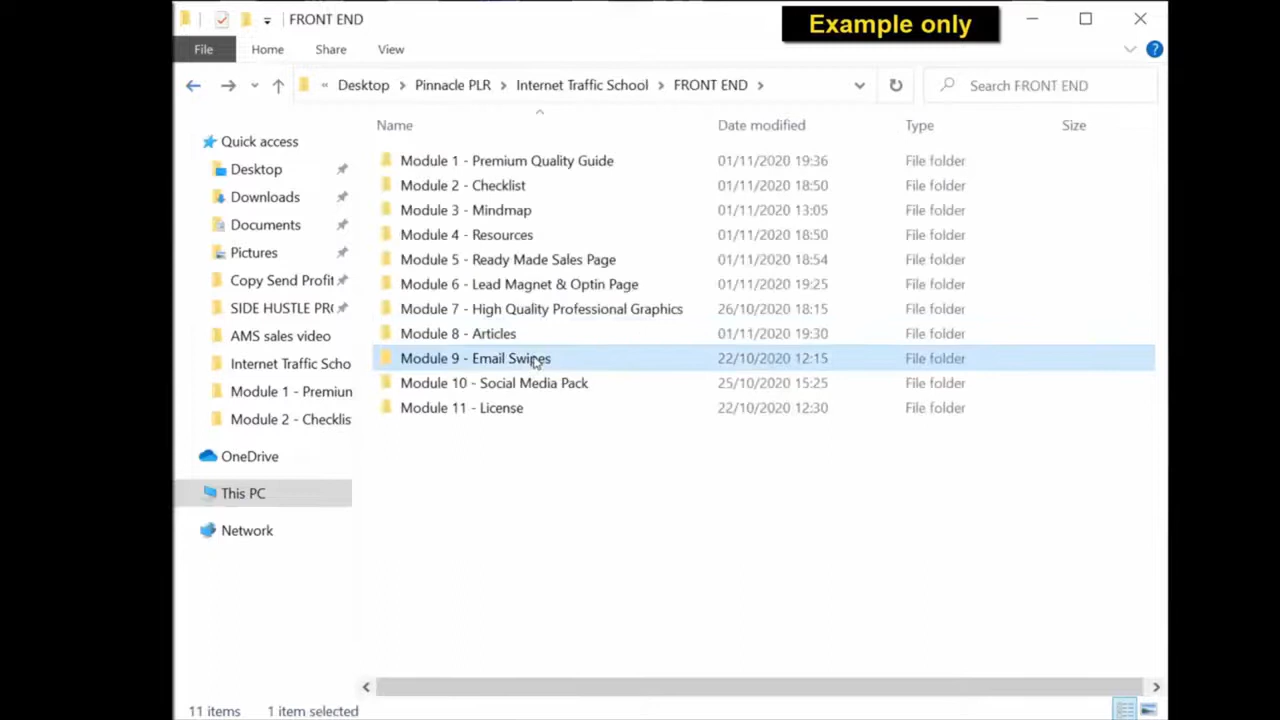 FRONT END
Example only
File Home Share View
« Desktop > Pinnacle PLR > Internet Traffic School > FRONT END >
Search FRONT END
Name Date modified Type Size
Quick access
Desktop
Downloads
Documents
Pictures
Copy Send Profit
SIDE HUSTLE PR
AMS sales video
Internet Traffic Scho
Module 1 - Premiun
Module 2 - Checklis
OneDrive
This PC
Network
Module 1 - Premium Quality Guide 01/11/2020 19:36 File folder
Module 2 - Checklist 01/11/2020 18:50 File folder
Module 3 - Mindmap 01/11/2020 13:05 File folder
Module 4 - Resources 01/11/2020 18:50 File folder
Module 5 - Ready Made Sales Page 01/11/2020 18:54 File folder
Module 6 - Lead Magnet & Optin Page 01/11/2020 19:25 File folder
Module 7 - High Quality Professional Graphics 26/10/2020 18:15 File folder
Module 8 - Articles 01/11/2020 19:30 File folder
Module 9 - Email Swipes 22/10/2020 12:15 File folder
Module 10 - Social Media Pack 25/10/2020 15:25 File folder
Module 11 - License 22/10/2020 12:30 File folder
11 items 1 item selected